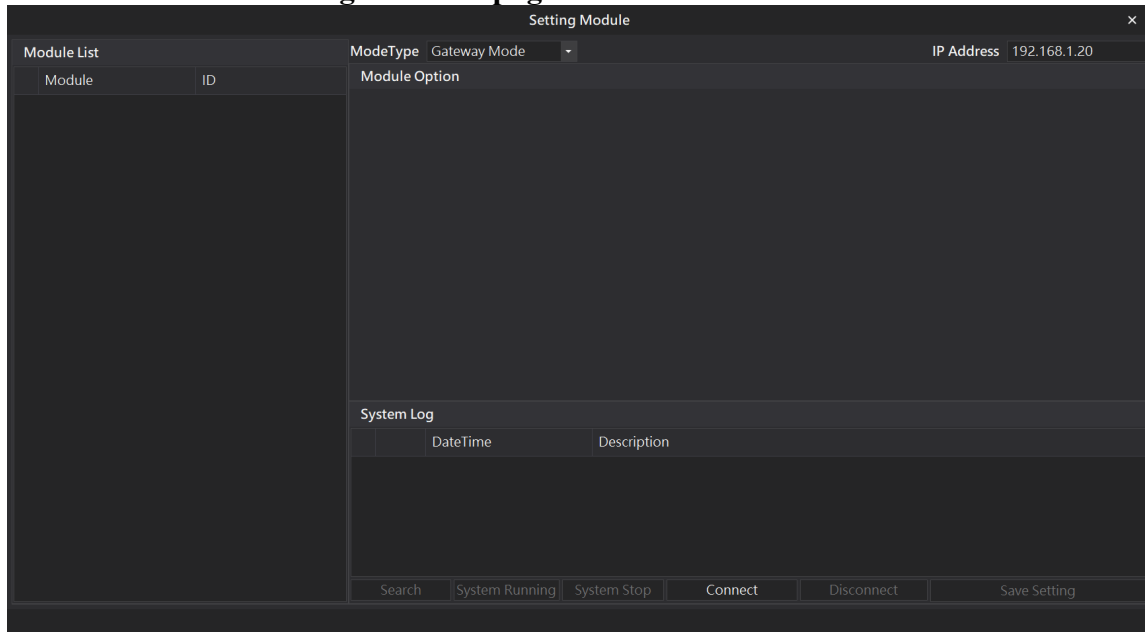 Setting Module ×
Module List
Module ID
ModeType Gateway Mode
IP Address 192.168.1.20
Module Option
System Log
DateTime Description
Search System Running System Stop Connect Disconnect Save Setting